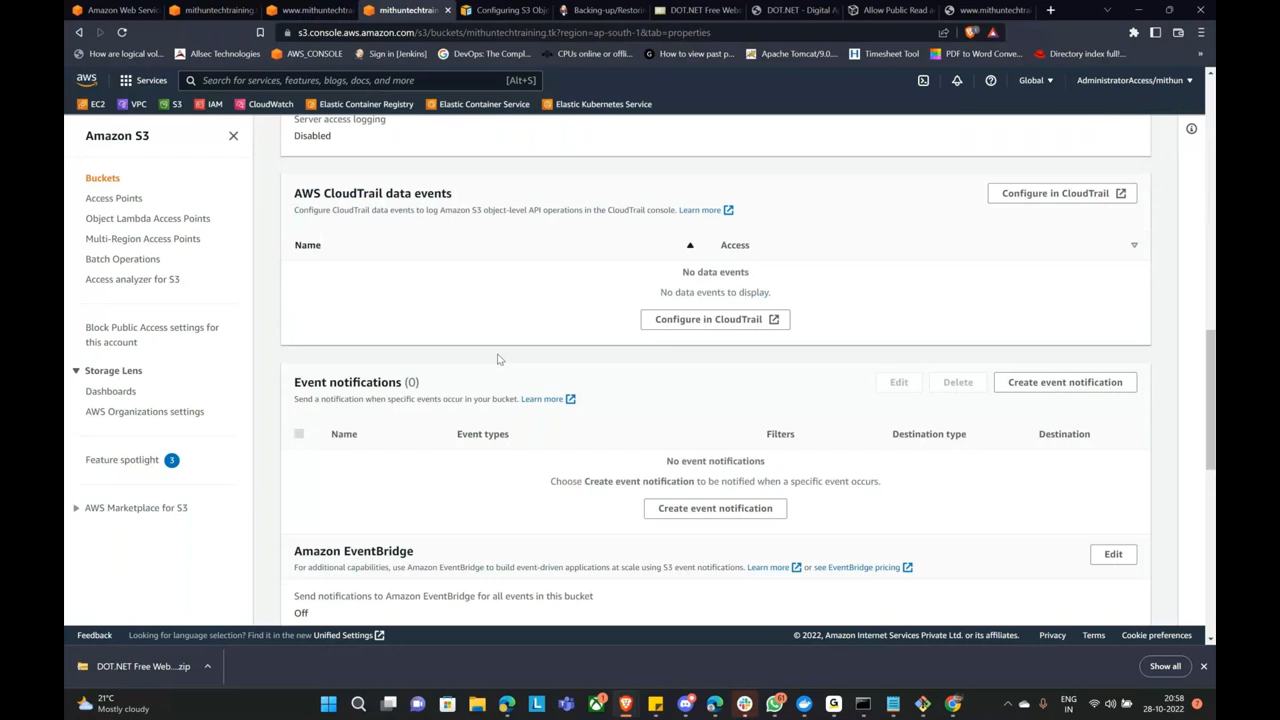 Amazon Web Servic
mithuntechtraining.
www.mithuntechtra
mithuntechtrain
Configuring S3 Obje
Backing-up/Restorin
DOT.NET Free Web
DOT.NET - Digital A
Allow Public Read a
www.mithuntechtra
s3.console.aws.amazon.com/s3/buckets/mithuntechtraining.tk?region=ap-south-1&tab=properties
How are logical vol...
Allsec Technologies
AWS_CONSOLE
Sign in [Jenkins]
DevOps: The Compl...
CPUs online or offlin...
How to view past p...
Apache Tomcat/9.0....
Timesheet Tool
PDF to Word Conve...
Directory index full!...
aws
Services
Search for services, features, blogs, docs, and more
[Alt+S]
Global
AdministratorAccess/mithun
EC2
VPC
S3
IAM
CloudWatch
Elastic Container Registry
Elastic Container Service
Elastic Kubernetes Service
Amazon S3
Buckets
Access Points
Object Lambda Access Points
Multi-Region Access Points
Batch Operations
Access analyzer for S3
Block Public Access settings for
this account
Storage Lens
Dashboards
AWS Organizations settings
Feature spotlight 3
AWS Marketplace for S3
Server access logging
Disabled
AWS CloudTrail data events
Configure in CloudTrail
Configure CloudTrail data events to log Amazon S3 object-level API operations in the CloudTrail console. Learn more
Name
Access
No data events
No data events to display.
Configure in CloudTrail
Event notifications (0)
Edit
Delete
Create event notification
Send a notification when specific events occur in your bucket. Learn more
Name
Event types
Filters
Destination type
Destination
No event notifications
Choose Create event notification to be notified when a specific event occurs.
Create event notification
Amazon EventBridge
Edit
For additional capabilities, use Amazon EventBridge to build event-driven applications at scale using S3 event notifications. Learn more or see EventBridge pricing
Send notifications to Amazon EventBridge for all events in this bucket
Off
Feedback
Looking for language selection? Find it in the new Unified Settings
© 2022, Amazon Internet Services Private Ltd. or its affiliates.
Privacy
Terms
Cookie preferences
DOT.NET Free Web....zip
Show all
21°C
Mostly cloudy
ENG
IN
20:58
28-10-2022